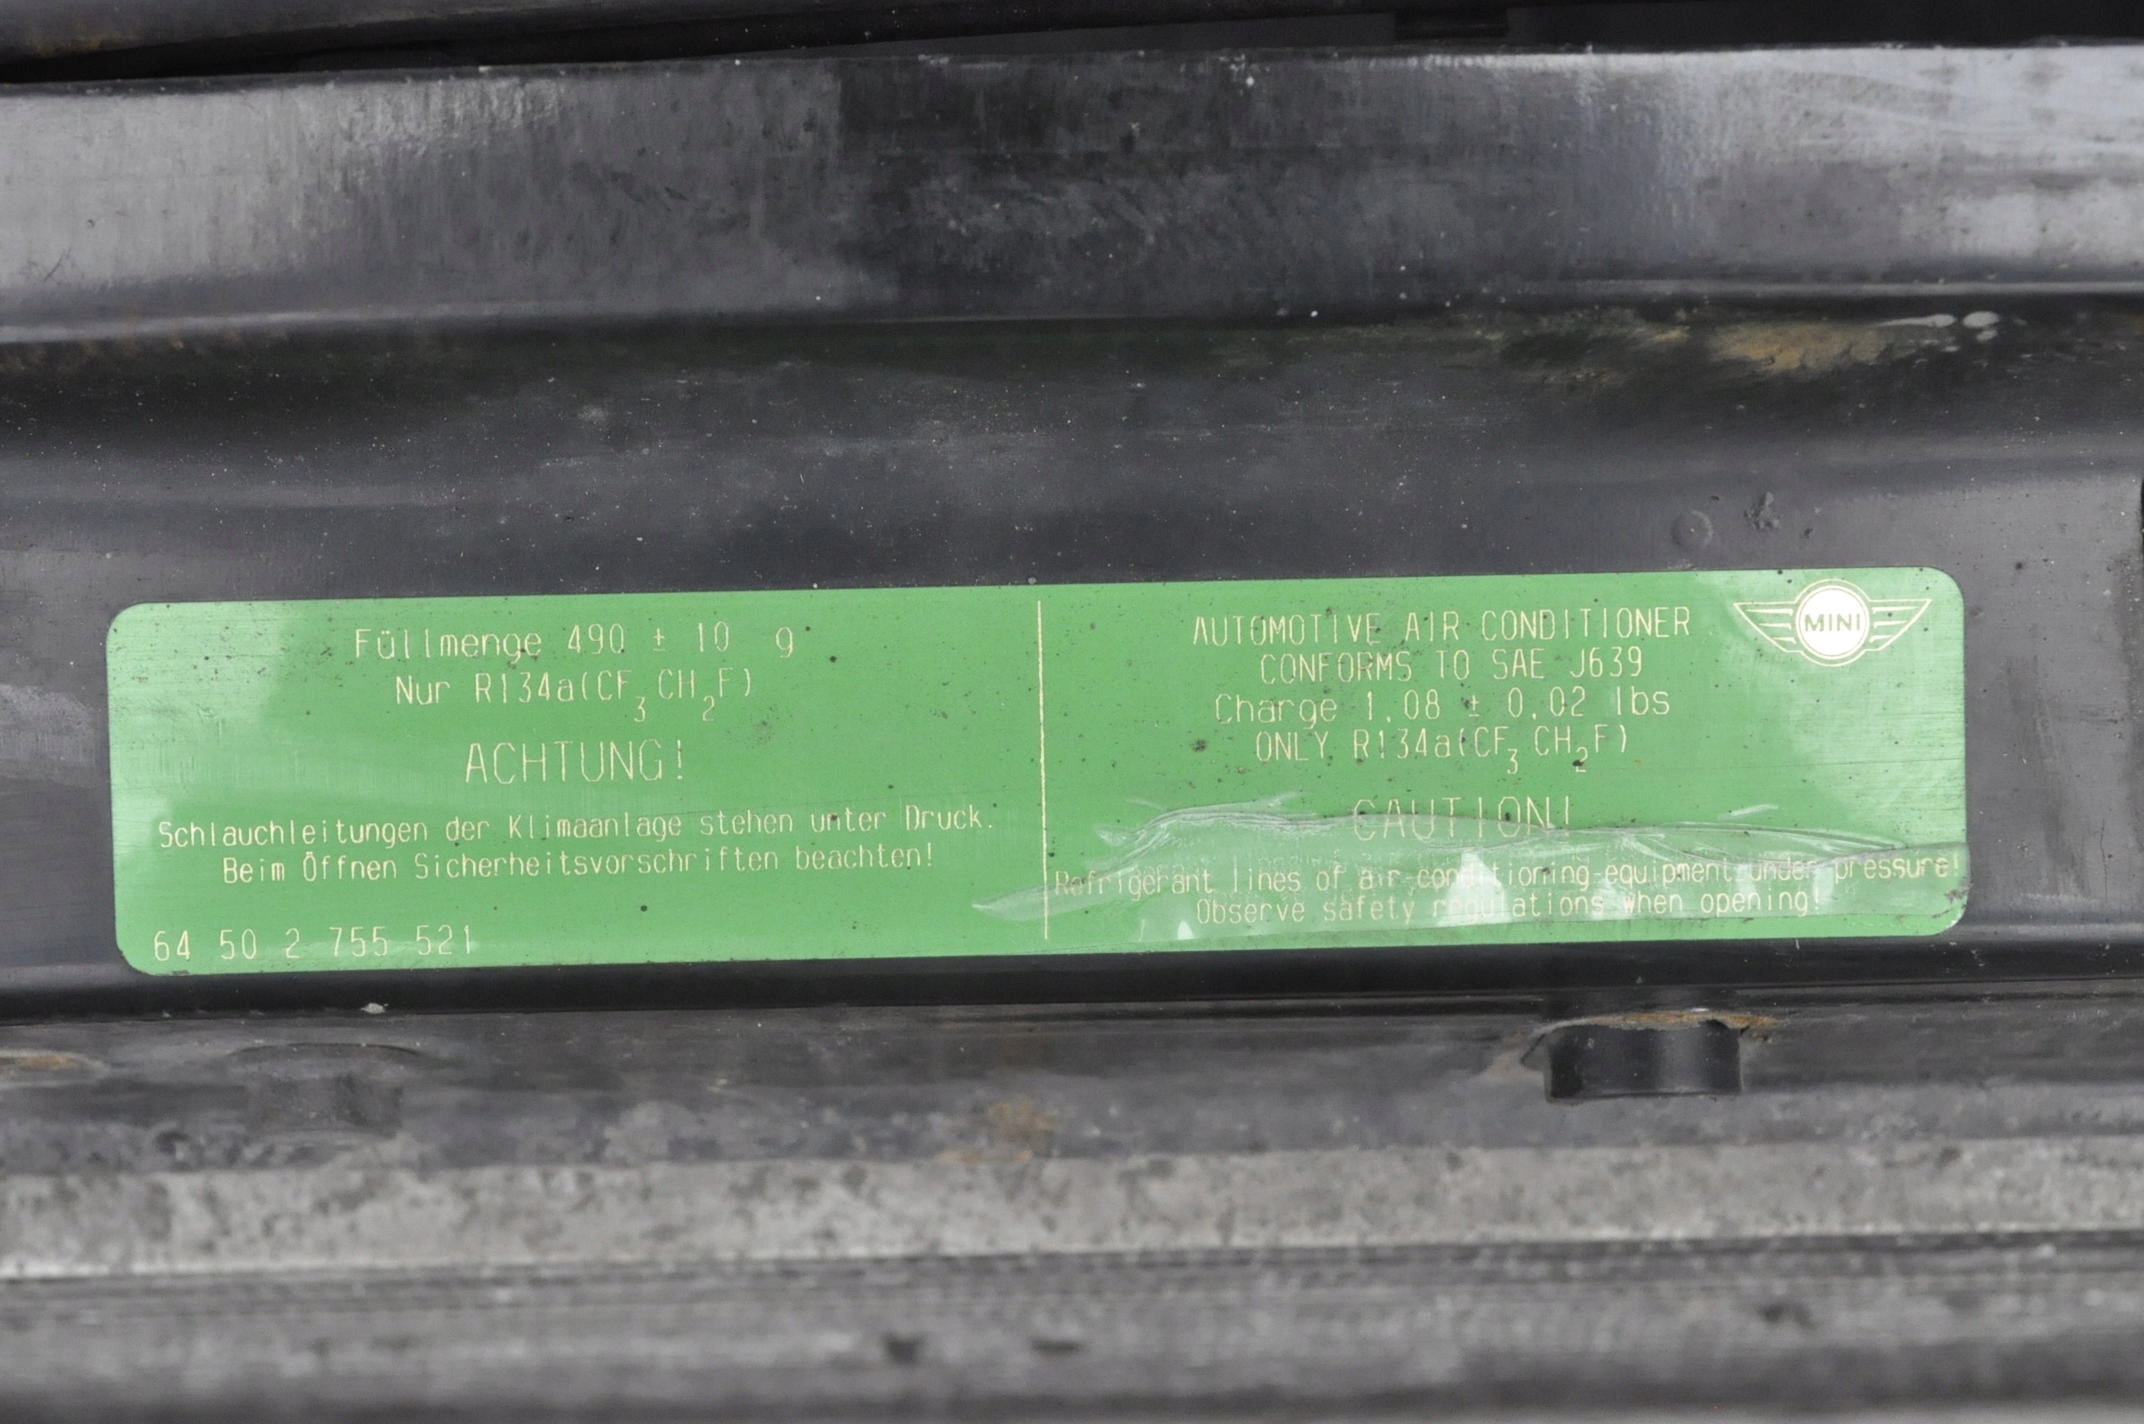 Füllmenge 490 ± 10 g
Nur R134a(CF₃CH₂F)
ACHTUNG!
Schlauchleitungen der Klimaanlage stehen unter Druck.
Beim Öffnen Sicherheitsvorschriften beachten!
64 50 2 755 521
AUTOMOTIVE AIR CONDITIONER
CONFORMS TO SAE J639
Charge 1.08 ± 0.02 lbs
ONLY R134a(CF₃CH₂F)
CAUTION!
Refrigerant lines of air-conditioning-equipment under pressure!
Observe safety regulations when opening!
MINI